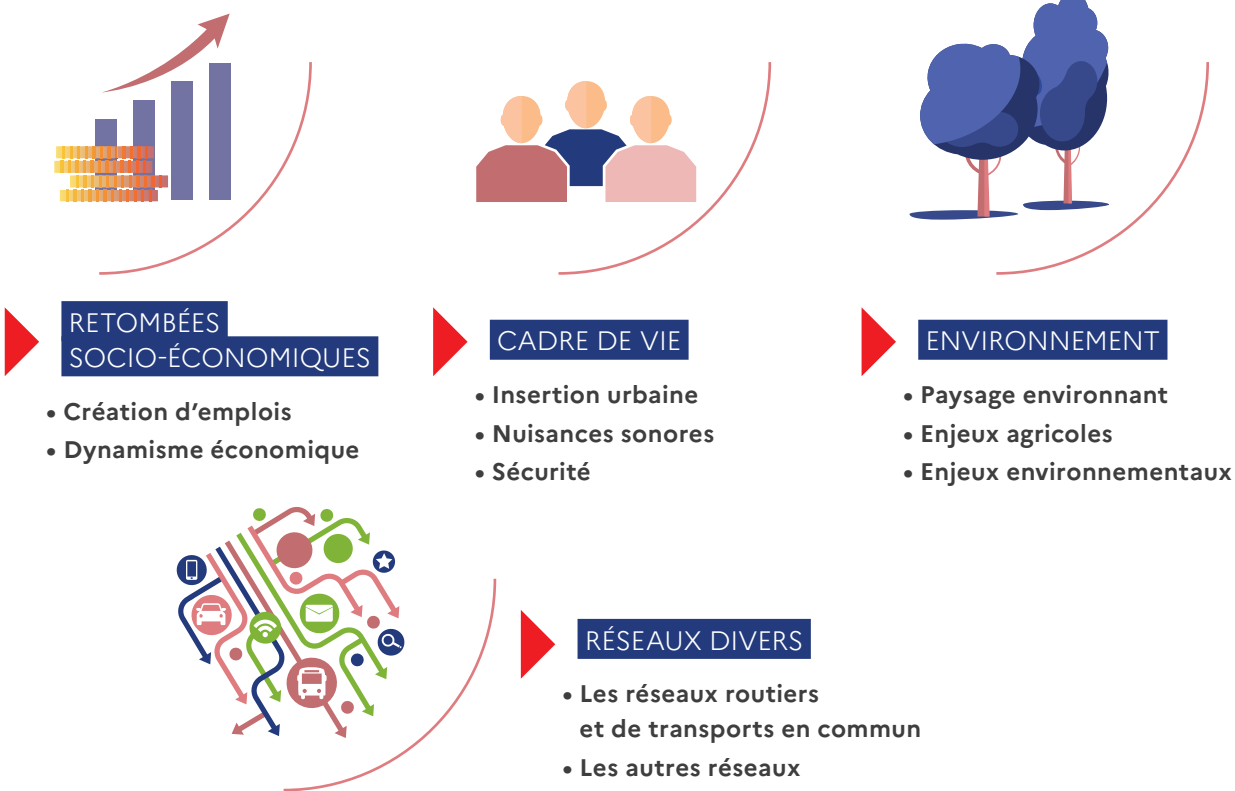 RETOMBÉES
SOCIO-ÉCONOMIQUES
• Création d’emplois
• Dynamisme économique
CADRE DE VIE
• Insertion urbaine
• Nuisances sonores
• Sécurité
ENVIRONNEMENT
• Paysage environnant
• Enjeux agricoles
• Enjeux environnementaux
RÉSEAUX DIVERS
• Les réseaux routiers
et de transports en commun
• Les autres réseaux